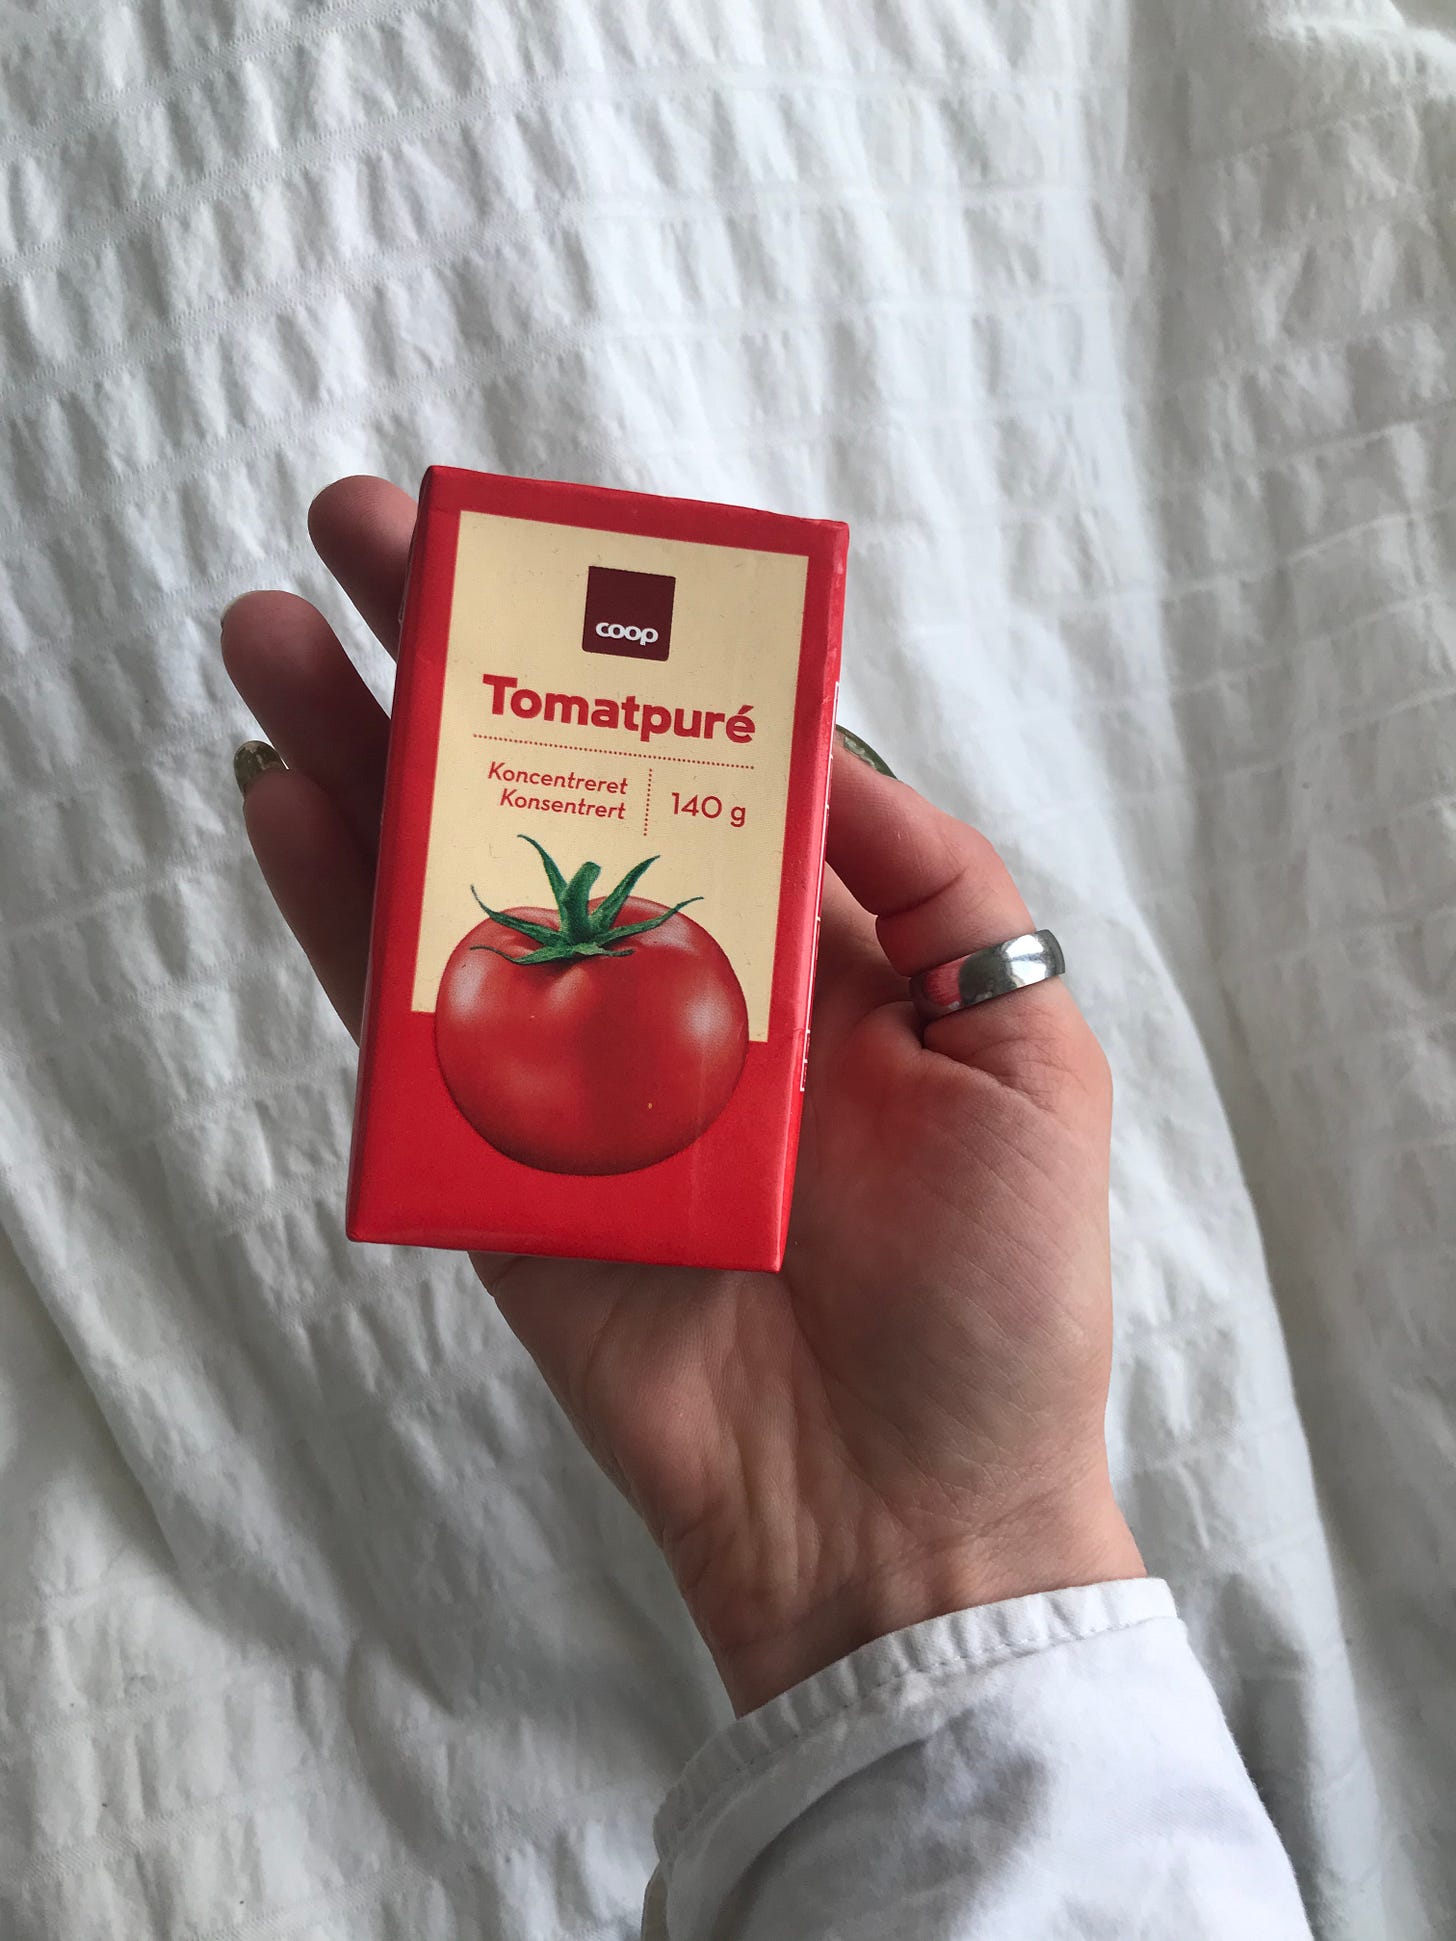 coop
Tomatpuré
Koncentreret
Konsentrert
140 g